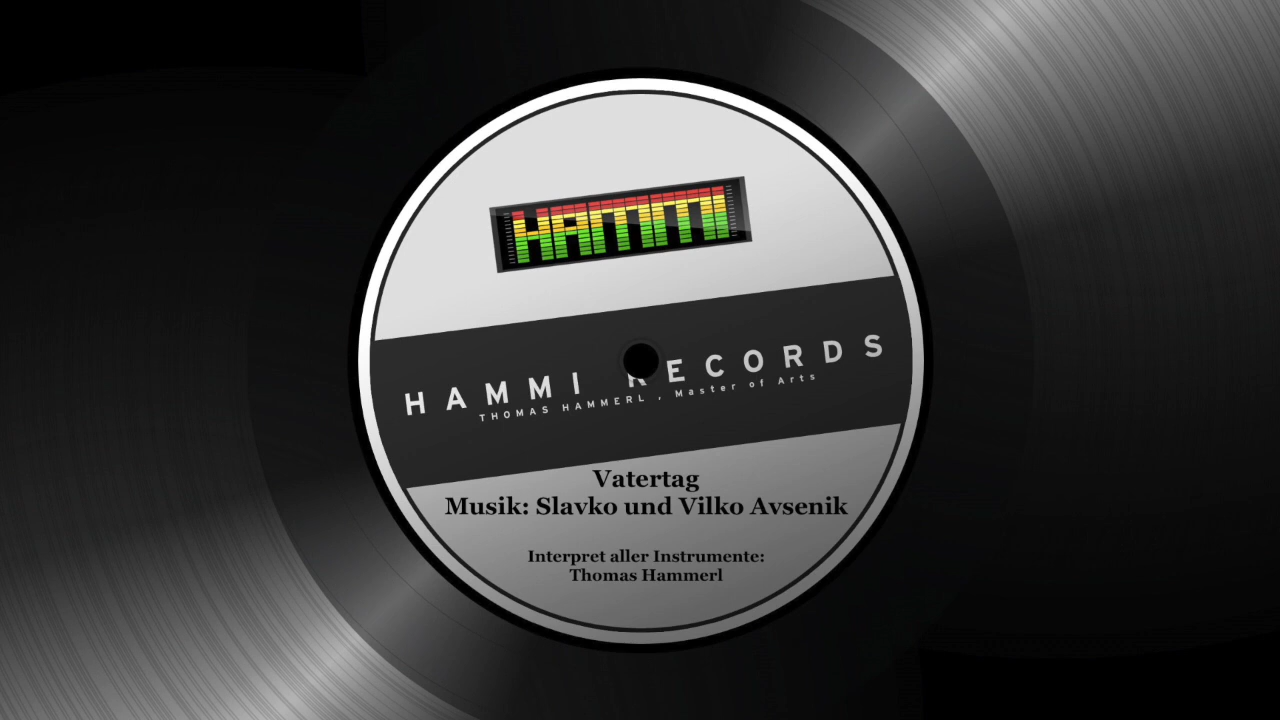 HAMMI
HAMMI RECORDS
THOMAS HAMMERL , Master of Arts
Vatertag
Musik: Slavko und Vilko Avsenik
Interpret aller Instrumente:
Thomas Hammerl